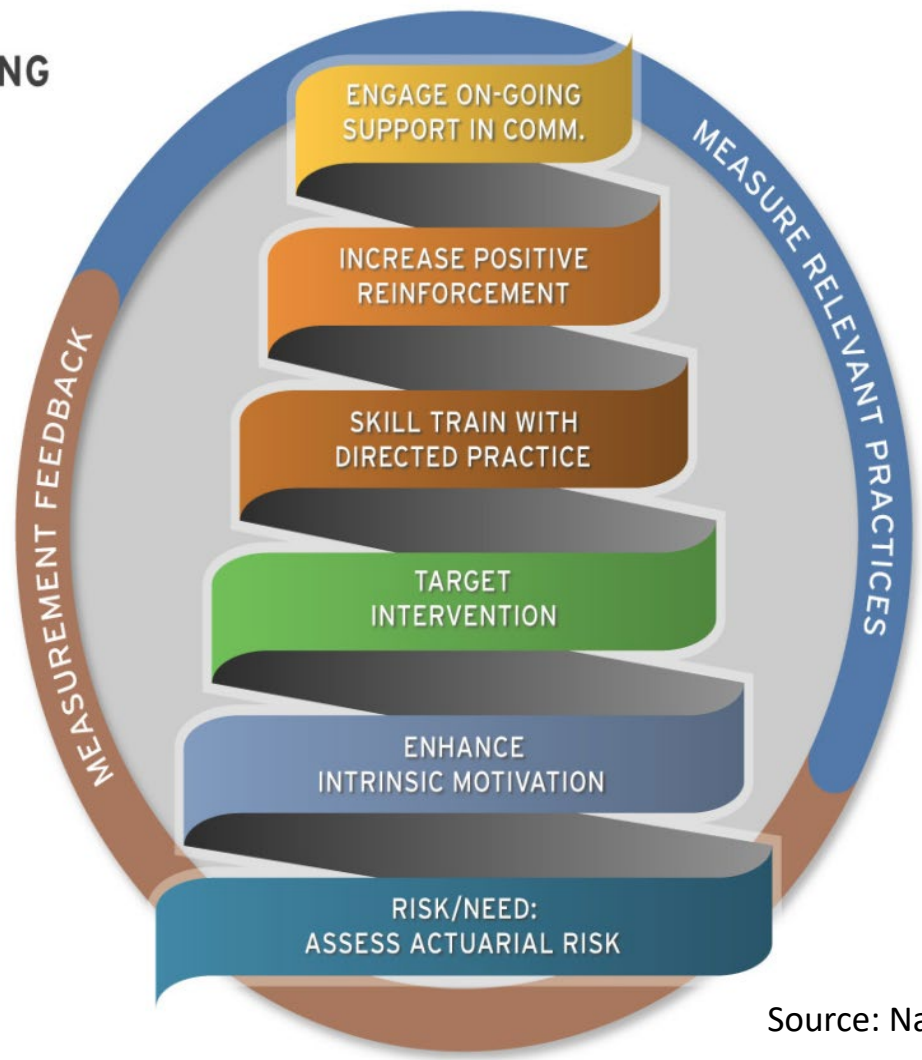 NG
ENGAGE ON-GOING
SUPPORT IN COMM.
INCREASE POSITIVE
REINFORCEMENT
SKILL TRAIN WITH
DIRECTED PRACTICE
TARGET
INTERVENTION
ENHANCE
INTRINSIC MOTIVATION
RISK/NEED:
ASSESS ACTUARIAL RISK
MEASUREMENT FEEDBACK
MEASURE RELEVANT PRACTICES
Source: Na